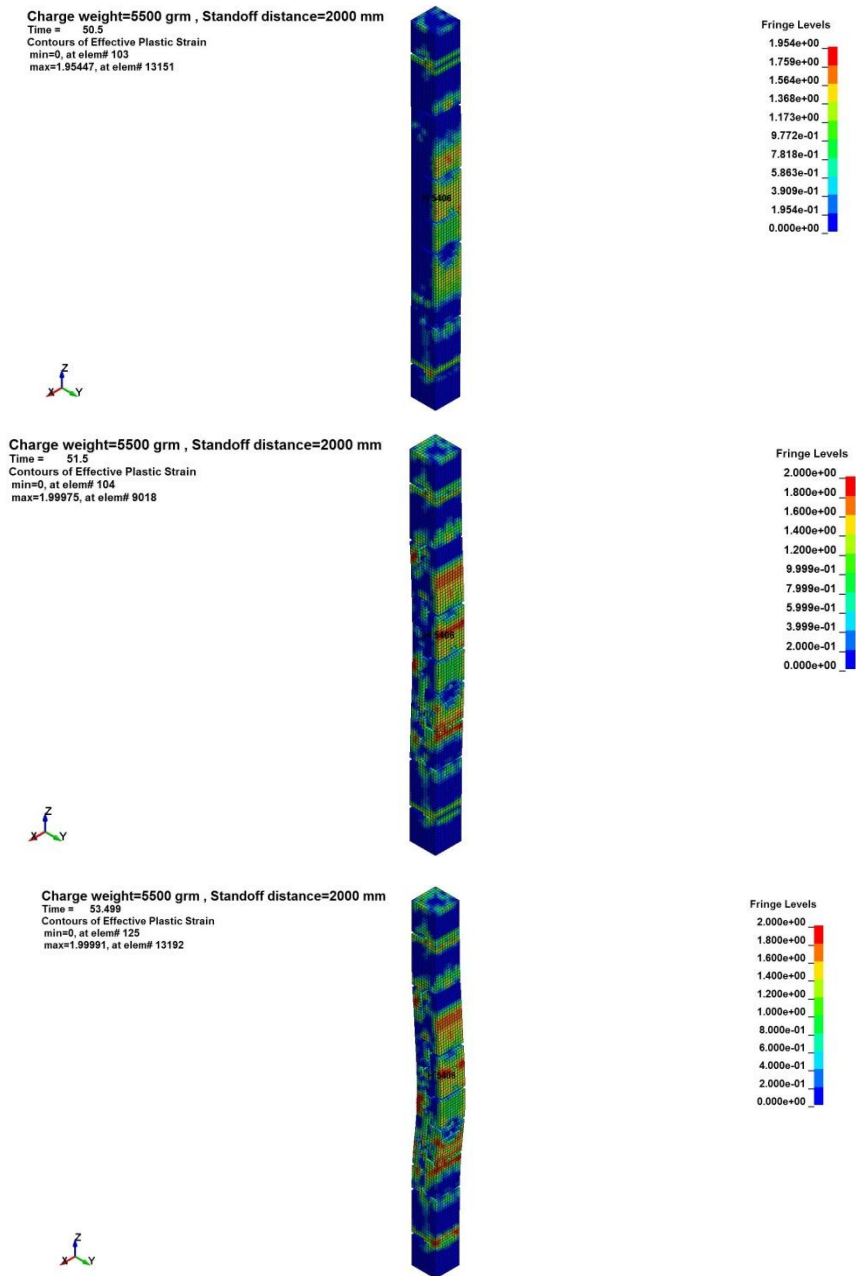 Charge weight=5500 grm , Standoff distance=2000 mm
Time = 50.5
Contours of Effective Plastic Strain
min=0, at elem# 103
max=1.95447, at elem# 13151
Fringe Levels
1.954e+00
1.759e+00
1.564e+00
1.368e+00
1.173e+00
9.772e-01
7.818e-01
5.863e-01
3.909e-01
1.954e-01
0.000e+00
Z
X
Y
Charge weight=5500 grm , Standoff distance=2000 mm
Time = 51.5
Contours of Effective Plastic Strain
min=0, at elem# 104
max=1.99975, at elem# 9018
Fringe Levels
2.000e+00
1.800e+00
1.600e+00
1.400e+00
1.200e+00
9.999e-01
7.999e-01
5.999e-01
3.999e-01
2.000e-01
0.000e+00
Z
X
Y
Charge weight=5500 grm , Standoff distance=2000 mm
Time = 53.499
Contours of Effective Plastic Strain
min=0, at elem# 125
max=1.99991, at elem# 13192
Fringe Levels
2.000e+00
1.800e+00
1.600e+00
1.400e+00
1.200e+00
1.000e+00
8.000e-01
6.000e-01
4.000e-01
2.000e-01
0.000e+00
Z
X
Y